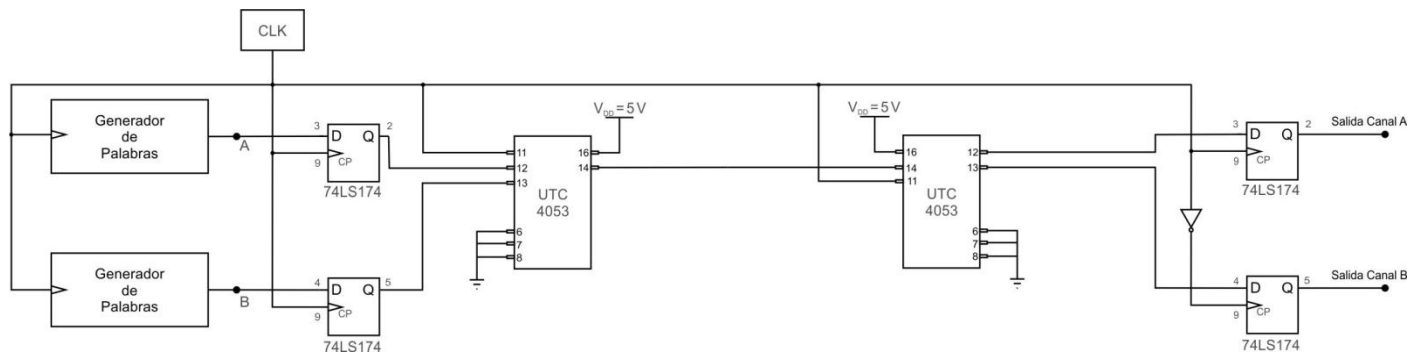 CLK
Generador
de
Palabras
A
3
D
Q
2
9
CP
74LS174
Generador
de
Palabras
B
4
D
Q
5
9
CP
74LS174
V_DD=5V
11
12
13
16
14
UTC
4053
6
7
8
V_DD=5V
16
14
11
12
13
UTC
4053
6
7
8
3
D
Q
2
9
CP
74LS174
Salida Canal A
4
D
Q
5
9
CP
74LS174
Salida Canal B